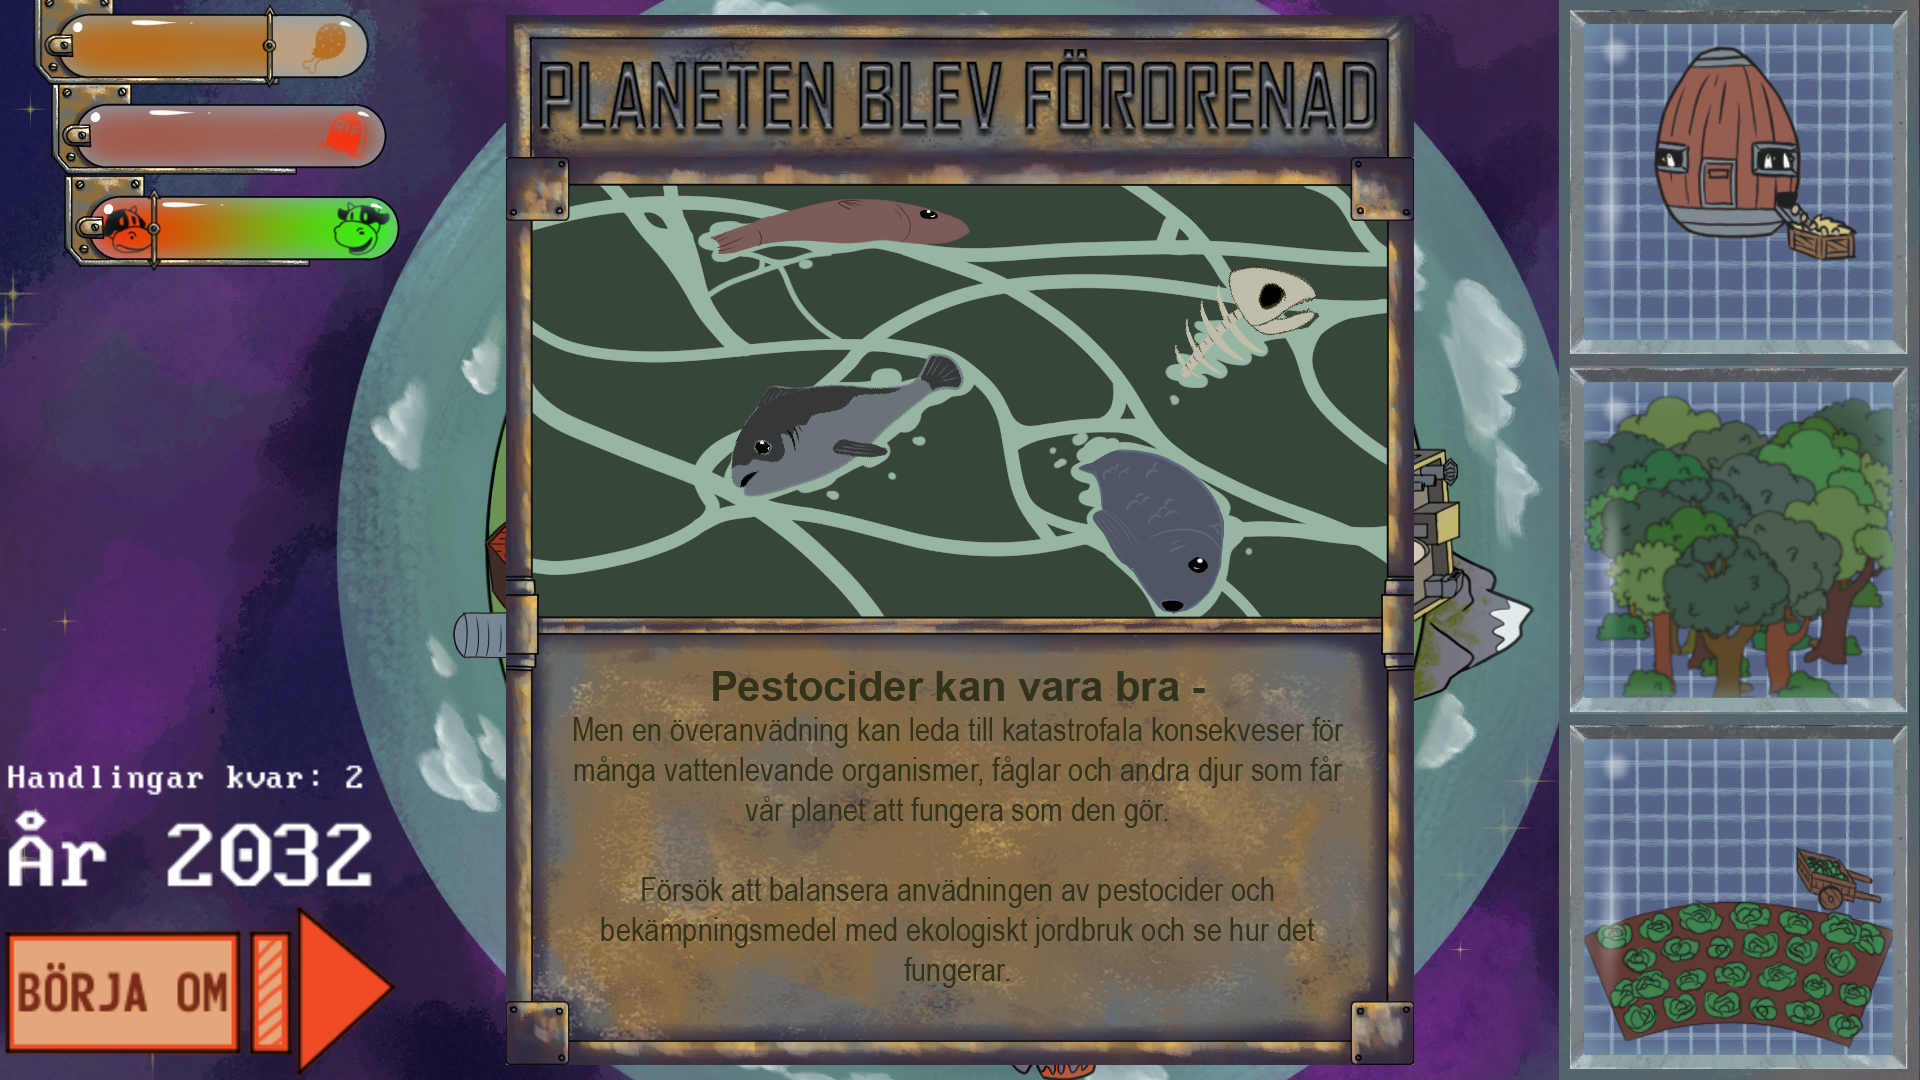 PLANETEN BLEV FÖRORENAD
RIP
Pestocider kan vara bra -
Men en överanvädning kan leda till katastrofala konsekveser för
många vattenlevande organismer, fåglar och andra djur som får
vår planet att fungera som den gör.
Försök att balansera anvädningen av pestocider och
bekämpningsmedel med ekologiskt jordbruk och se hur det
fungerar.
Handlingar kvar: 2
År 2032
BÖRJA OM